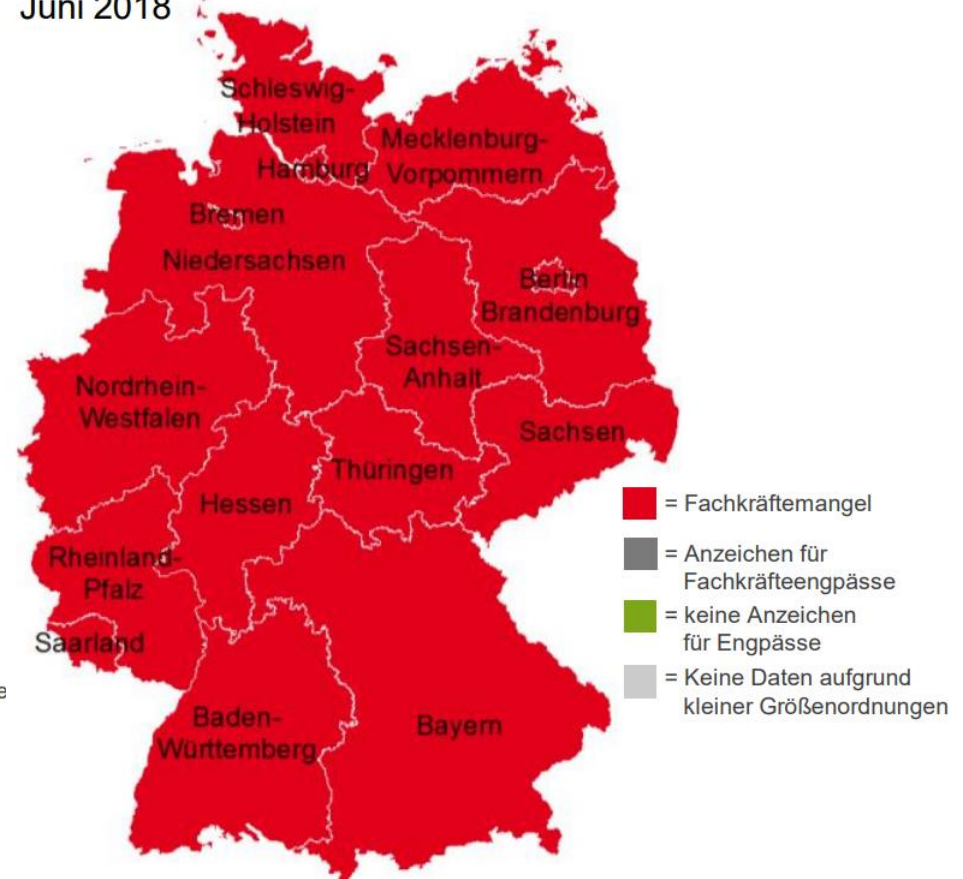 Juni 2018
Schleswig-
Holstein
Mecklenburg-
Vorpommern
Hamburg
Bremen
Niedersachsen
Berlin
Brandenburg
Sachsen-
Anhalt
Nordrhein-
Westfalen
Sachsen
Thüringen
Hessen
Rheinland-
Pfalz
Saarland
Baden-
Württemberg
Bayern
= Fachkräftemangel
= Anzeichen für
Fachkräfteengpässe
= keine Anzeichen
für Engpässe
= Keine Daten aufgrund
kleiner Größenordnungen
e